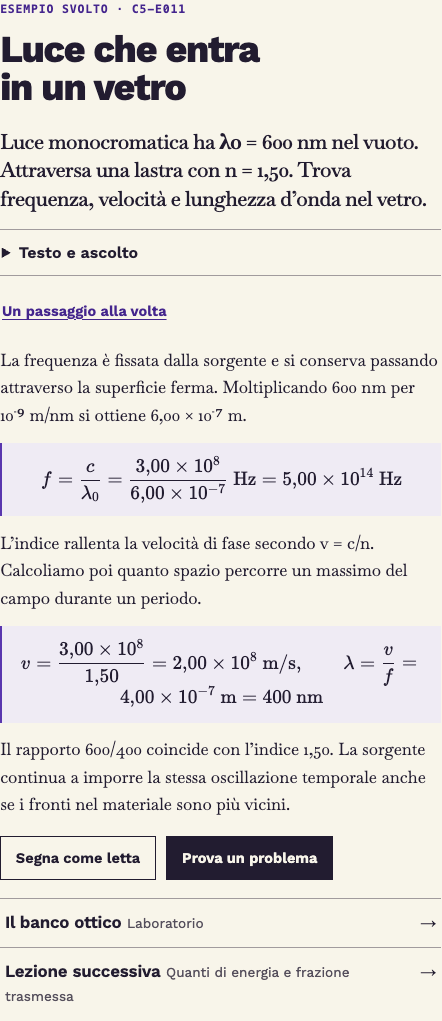 ESEMPIO SVOLTO · C5-E011
Luce che entra
in un vetro
Luce monocromatica ha λ0 = 600 nm nel vuoto.
Attraversa una lastra con n = 1,50. Trova
frequenza, velocità e lunghezza d’onda nel vetro.
▶ Testo e ascolto
Un passaggio alla volta
La frequenza è fissata dalla sorgente e si conserva passando
attraverso la superficie ferma. Moltiplicando 600 nm per
10⁻⁹ m/nm si ottiene 6,00 × 10⁻⁷ m.
f = c/λ₀ = 3,00 × 10⁸/6,00 × 10⁻⁷ Hz = 5,00 × 10¹⁴ Hz
L’indice rallenta la velocità di fase secondo v = c/n.
Calcoliamo poi quanto spazio percorre un massimo del
campo durante un periodo.
v = 3,00 × 10⁸/1,50 = 2,00 × 10⁸ m/s, λ = v/f =
4,00 × 10⁻⁷ m = 400 nm
Il rapporto 600/400 coincide con l’indice 1,50. La sorgente
continua a imporre la stessa oscillazione temporale anche
se i fronti nel materiale sono più vicini.
Segna come letta Prova un problema
Il banco ottico Laboratorio →
Lezione successiva Quanti di energia e frazione →
trasmessa